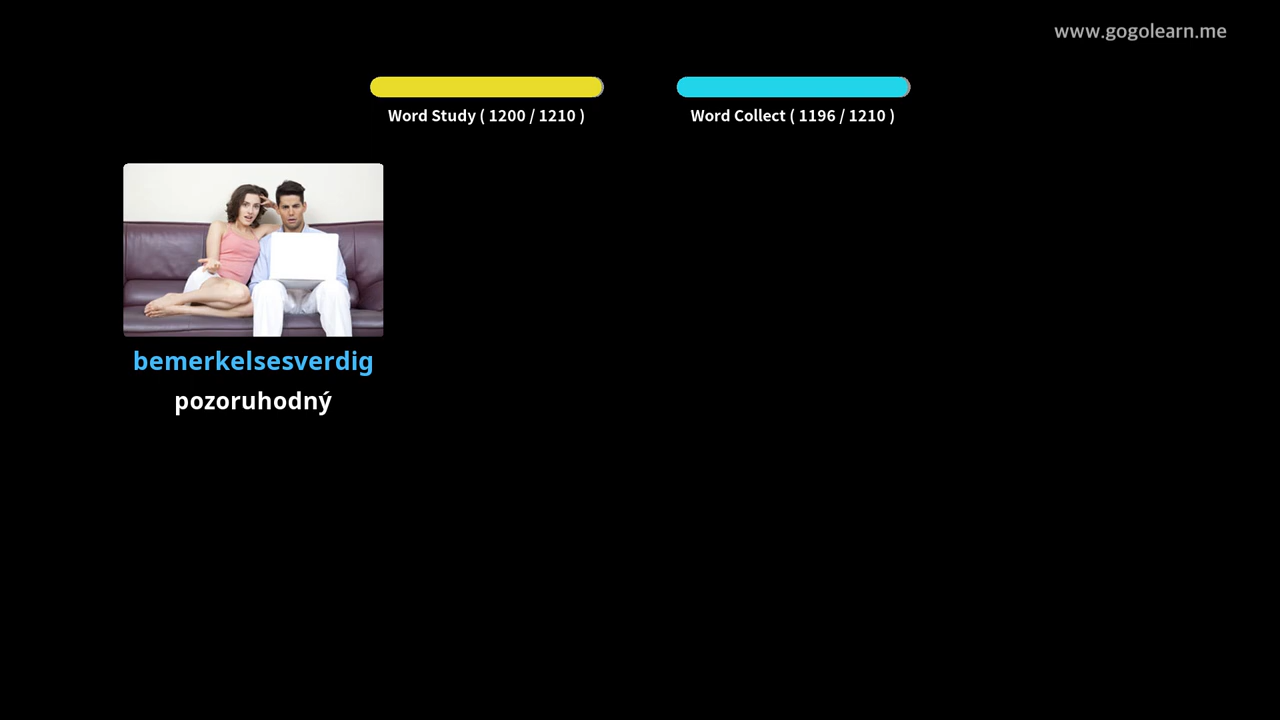 www.gogolearn.me
Word Study ( 1200 / 1210 )
Word Collect ( 1196 / 1210 )
bemerkelsesverdig
pozoruhodný